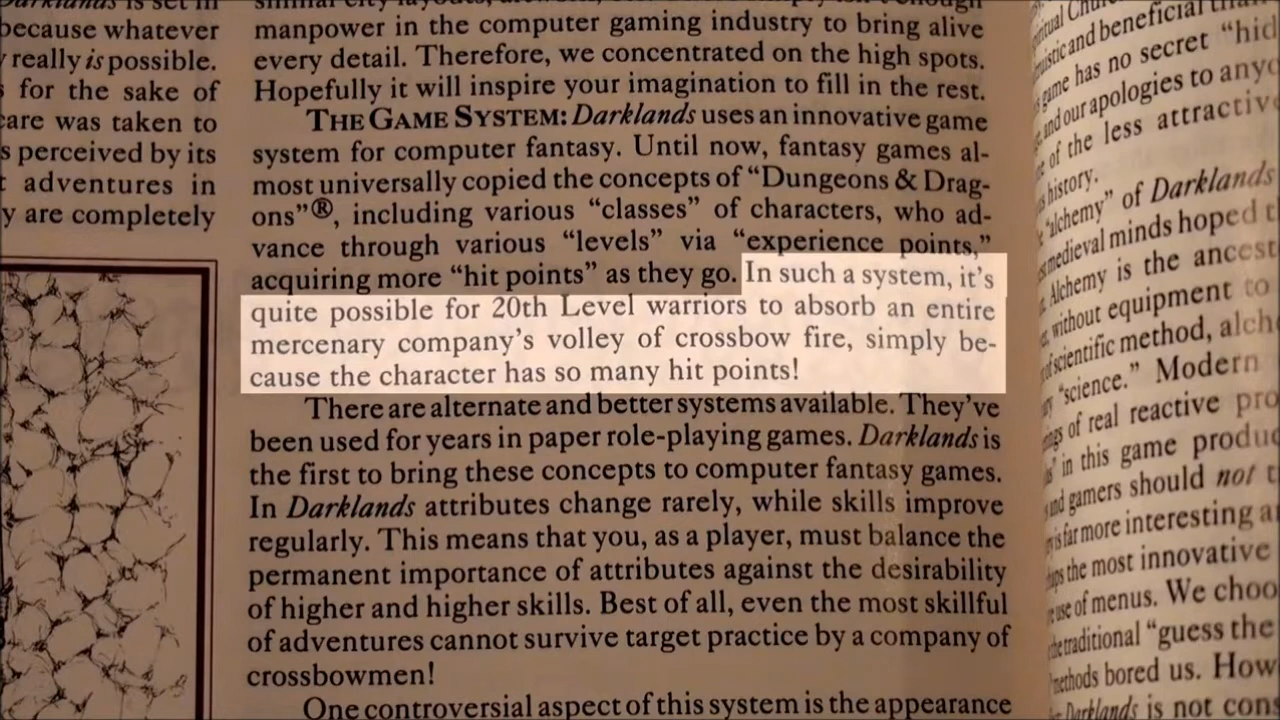 Darklands is set in
because whatever
really is possible.
for the sake of
care was taken to
perceived by its
adventures in
y are completely
manpower in the computer gaming industry to bring alive
every detail. Therefore, we concentrated on the high spots.
Hopefully it will inspire your imagination to fill in the rest.
THE GAME SYSTEM: Darklands uses an innovative game
system for computer fantasy. Until now, fantasy games al-
most universally copied the concepts of “Dungeons & Drag-
ons”®, including various “classes” of characters, who ad-
vance through various “levels” via “experience points,”
acquiring more “hit points” as they go. In such a system, it’s
quite possible for 20th Level warriors to absorb an entire
mercenary company’s volley of crossbow fire, simply be-
cause the character has so many hit points!
There are alternate and better systems available. They’ve
been used for years in paper role-playing games. Darklands is
the first to bring these concepts to computer fantasy games.
In Darklands attributes change rarely, while skills improve
regularly. This means that you, as a player, must balance the
permanent importance of attributes against the desirability
of higher and higher skills. Best of all, even the most skillful
of adventures cannot survive target practice by a company of
crossbowmen!
One controversial aspect of this system is the appearance
and beneficial
game has no secret “hid
and our apologies to anyo
of the less attractive
history.
“alchemy” of Darklands
medieval minds hoped
Alchemy is the ancest
without equipment to
of scientific method, alch
“science.” Modern
of real reactive pro
in this game produc
and gamers should not
is far more interesting
the most innovative
use of menus. We choo
the traditional “guess the
methods bored us. How
Darklands is not cons